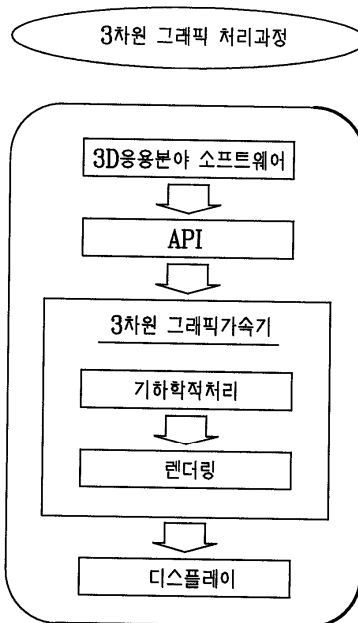 3차원 그래픽 처리과정
3D응용분야 소프트웨어
API
3차원 그래픽가속기
기하학적처리
렌더링
디스플레이